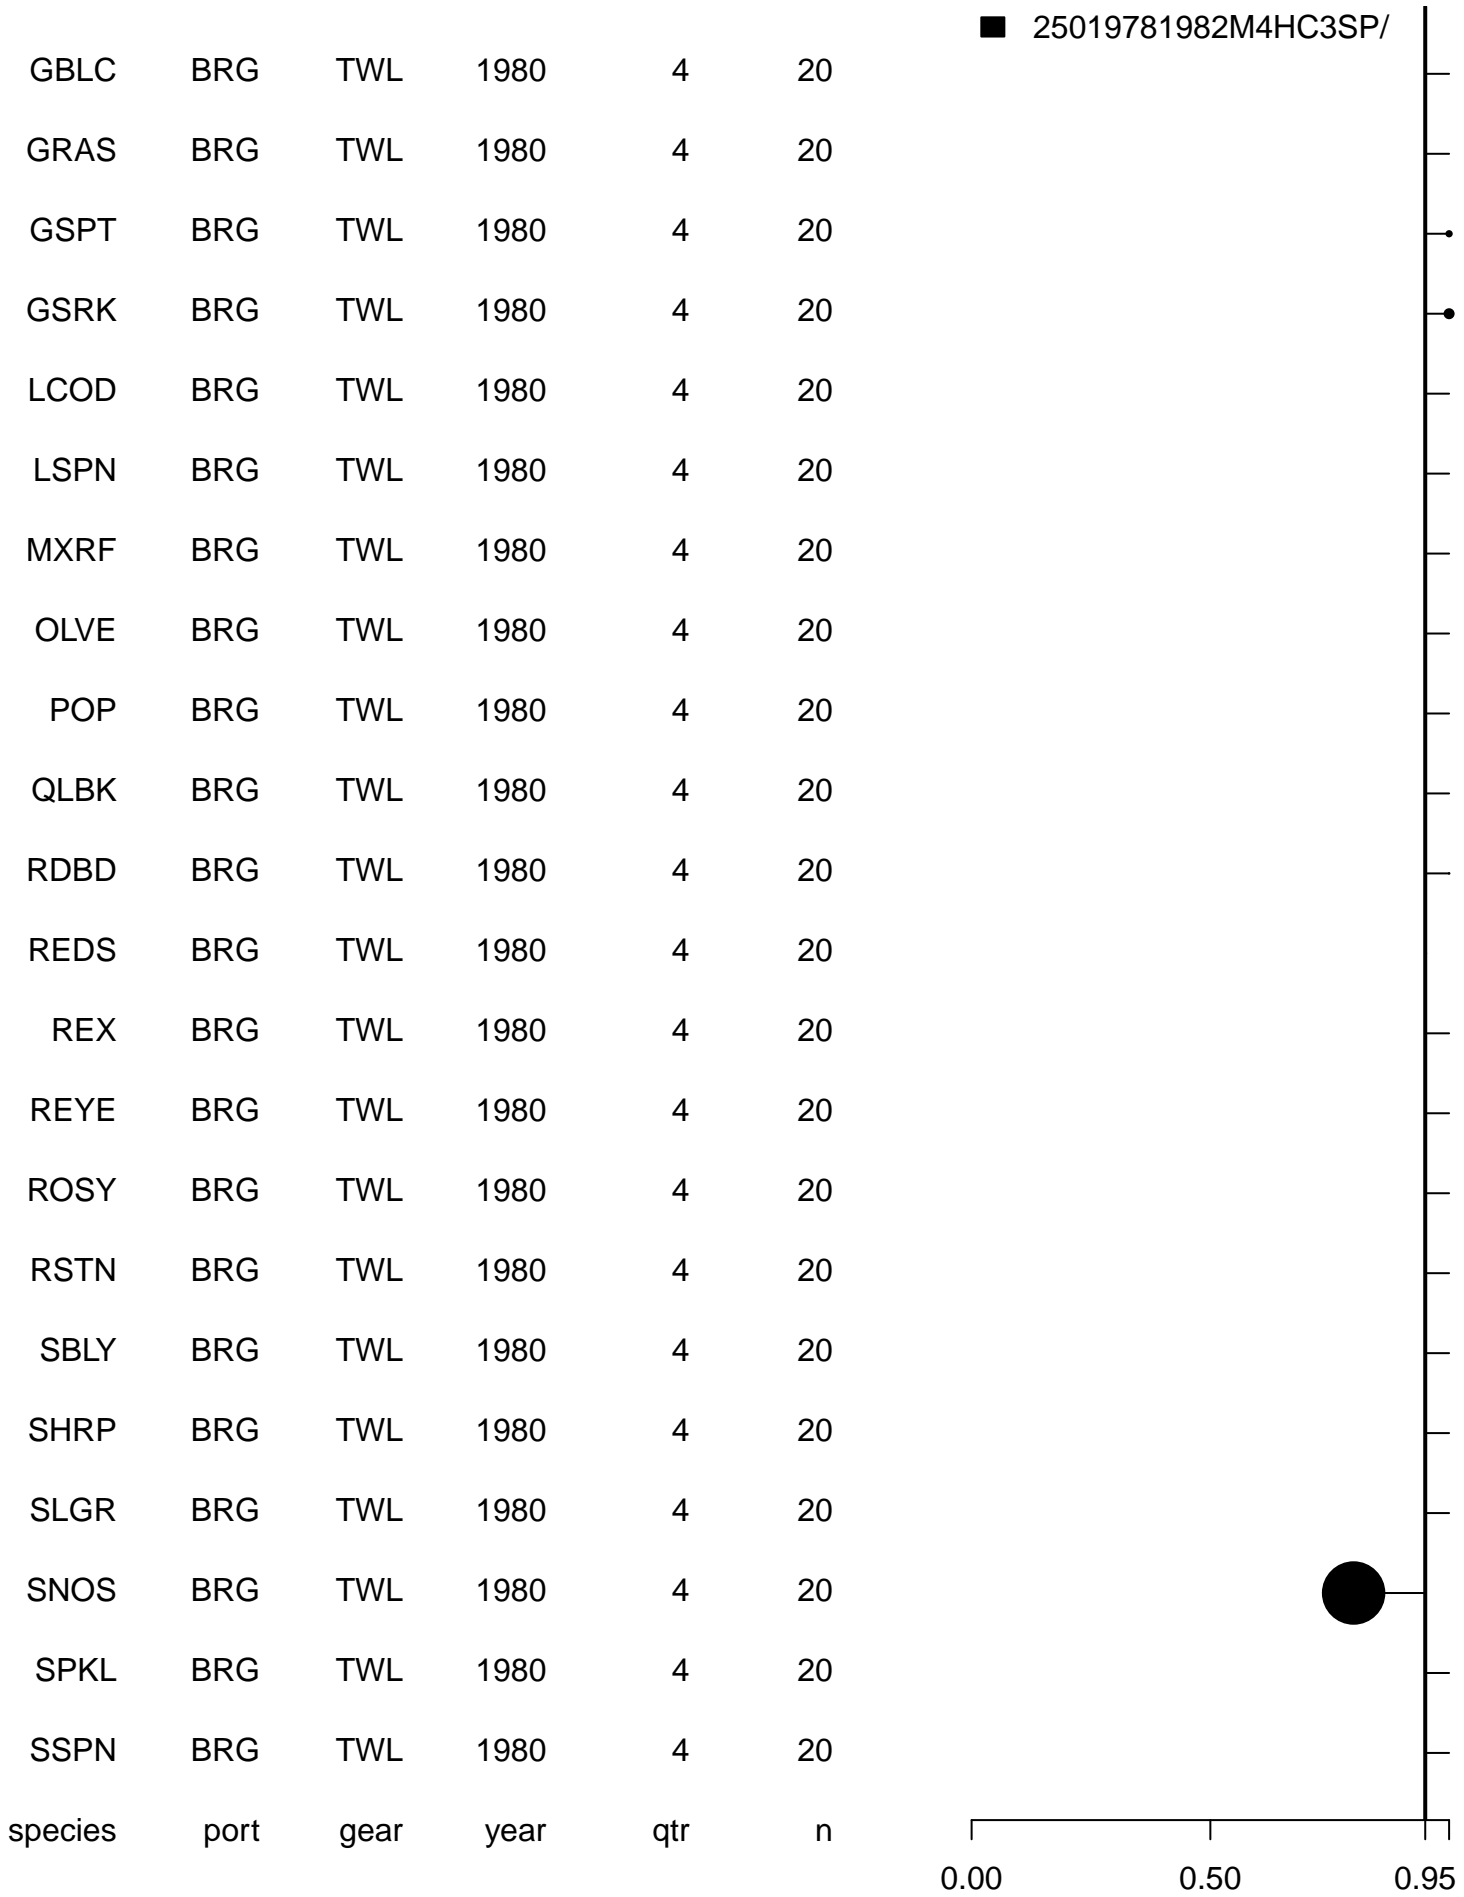 25019781982M4HC3SP/
GBLC BRG TWL 1980 4 20
GRAS BRG TWL 1980 4 20
GSPT BRG TWL 1980 4 20
GSRK BRG TWL 1980 4 20
LCOD BRG TWL 1980 4 20
LSPN BRG TWL 1980 4 20
MXRF BRG TWL 1980 4 20
OLVE BRG TWL 1980 4 20
POP BRG TWL 1980 4 20
QLBK BRG TWL 1980 4 20
RDBD BRG TWL 1980 4 20
REDS BRG TWL 1980 4 20
REX BRG TWL 1980 4 20
REYE BRG TWL 1980 4 20
ROSY BRG TWL 1980 4 20
RSTN BRG TWL 1980 4 20
SBLY BRG TWL 1980 4 20
SHRP BRG TWL 1980 4 20
SLGR BRG TWL 1980 4 20
SNOS BRG TWL 1980 4 20
SPKL BRG TWL 1980 4 20
SSPN BRG TWL 1980 4 20
species port gear year qtr n
0.00 0.50 0.95